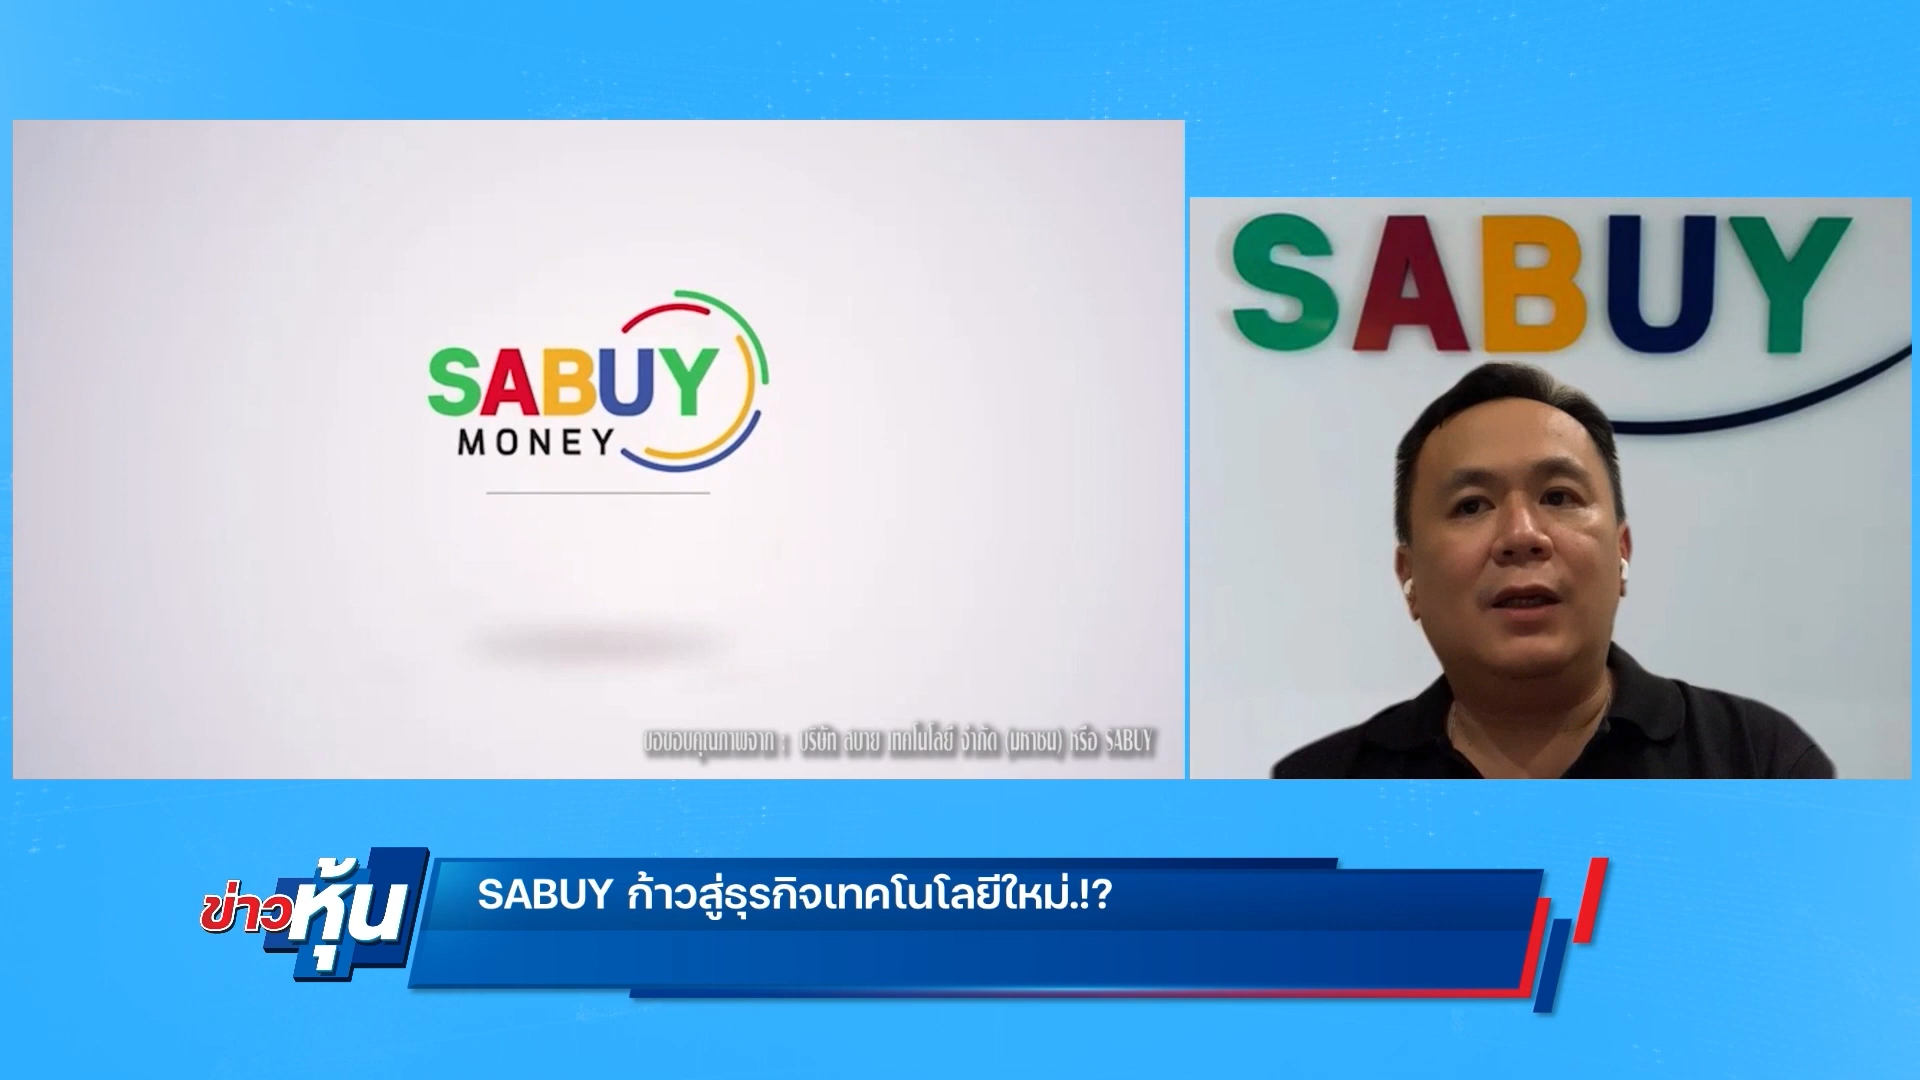 SABUY
MONEY
SABUY
ขอขอบคุณภาพจาก : บริษัท สบาย เทคโนโลยี จำกัด (มหาชน) หรือ SABUY
ข่าวหุ้น
SABUY ก้าวสู่ธุรกิจเทคโนโลยีใหม่.!?